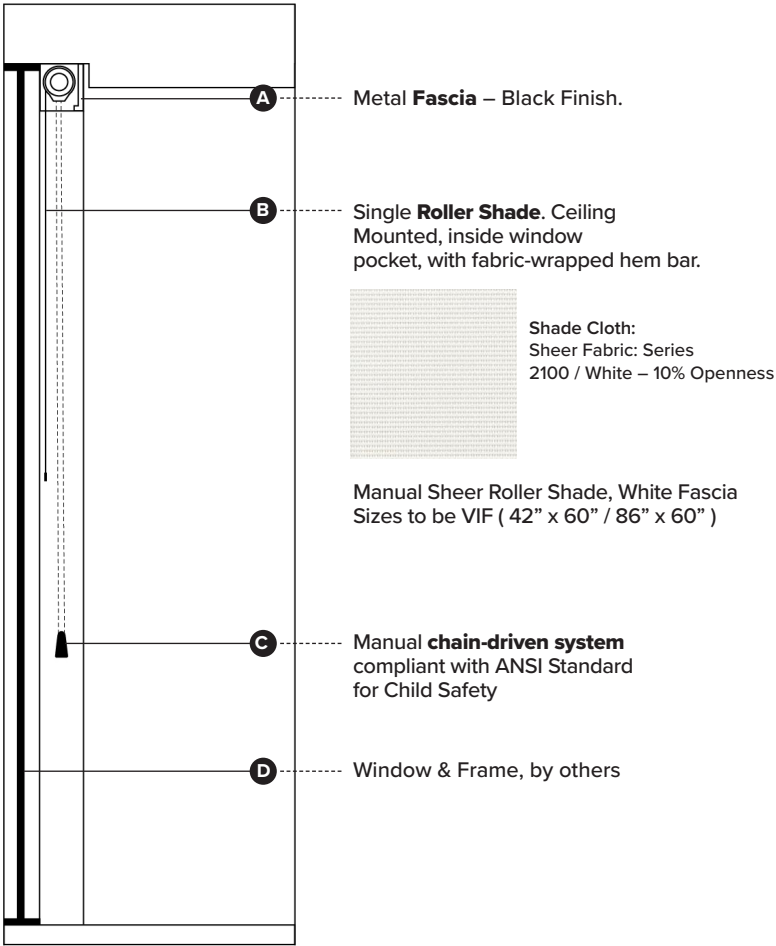 A Metal Fascia – Black Finish.
B Single Roller Shade. Ceiling
Mounted, inside window
pocket, with fabric-wrapped hem bar.
Shade Cloth:
Sheer Fabric: Series
2100 / White – 10% Openness
Manual Sheer Roller Shade, White Fascia
Sizes to be VIF ( 42” x 60” / 86” x 60” )
C Manual chain-driven system
compliant with ANSI Standard
for Child Safety
D Window & Frame, by others